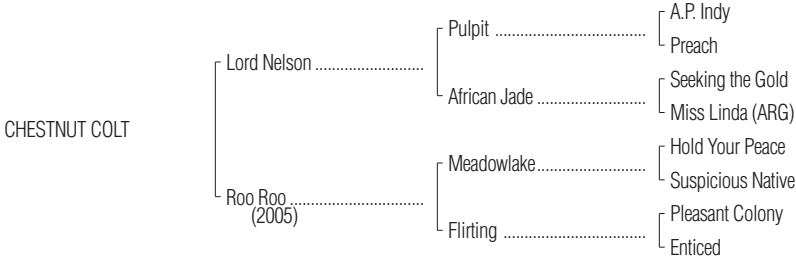 A.P. Indy
Pulpit ....................................
Preach
Lord Nelson ..........................
Seeking the Gold
African Jade ..........................
Miss Linda (ARG)
CHESTNUT COLT
Hold Your Peace
Meadowlake..........................
Suspicious Native
Roo Roo ................................
(2005)
Pleasant Colony
Flirting ..................................
Enticed